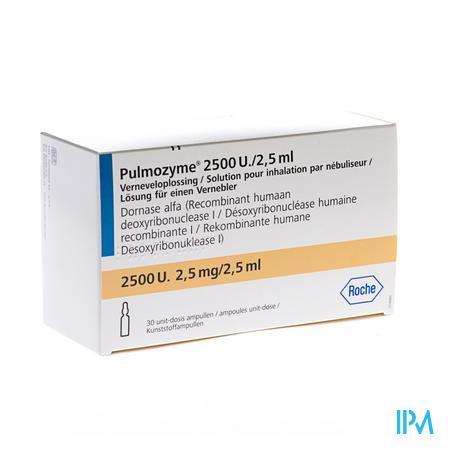 Pulmozyme® 2500 U./2,5 ml
Verneveloplossing / Solution pour inhalation par nébuliseur /
Lösung für einen Vernebler
Dornase alfa (Recombinant humaan
deoxyribonuclease I / Désoxyribonucléase humaine
recombinante I / Rekombinante humane
Desoxyribonuklease I)
2500 U. 2,5 mg/2,5 ml
Roche
30 unit-dosis ampullen / ampoules unit-dose /
Kunststoffampullen
IPM